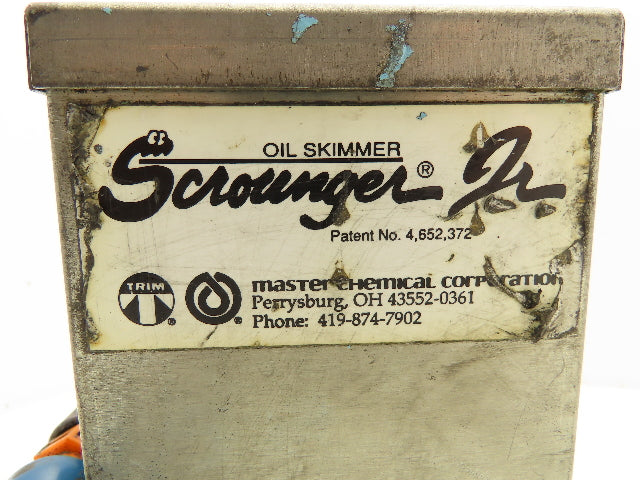 OIL SKIMMER
Scrounger® Jr
Patent No. 4,652,372
TRIM ® ® master chemical corporation
Perrysburg, OH 43552-0361
Phone: 419-874-7902